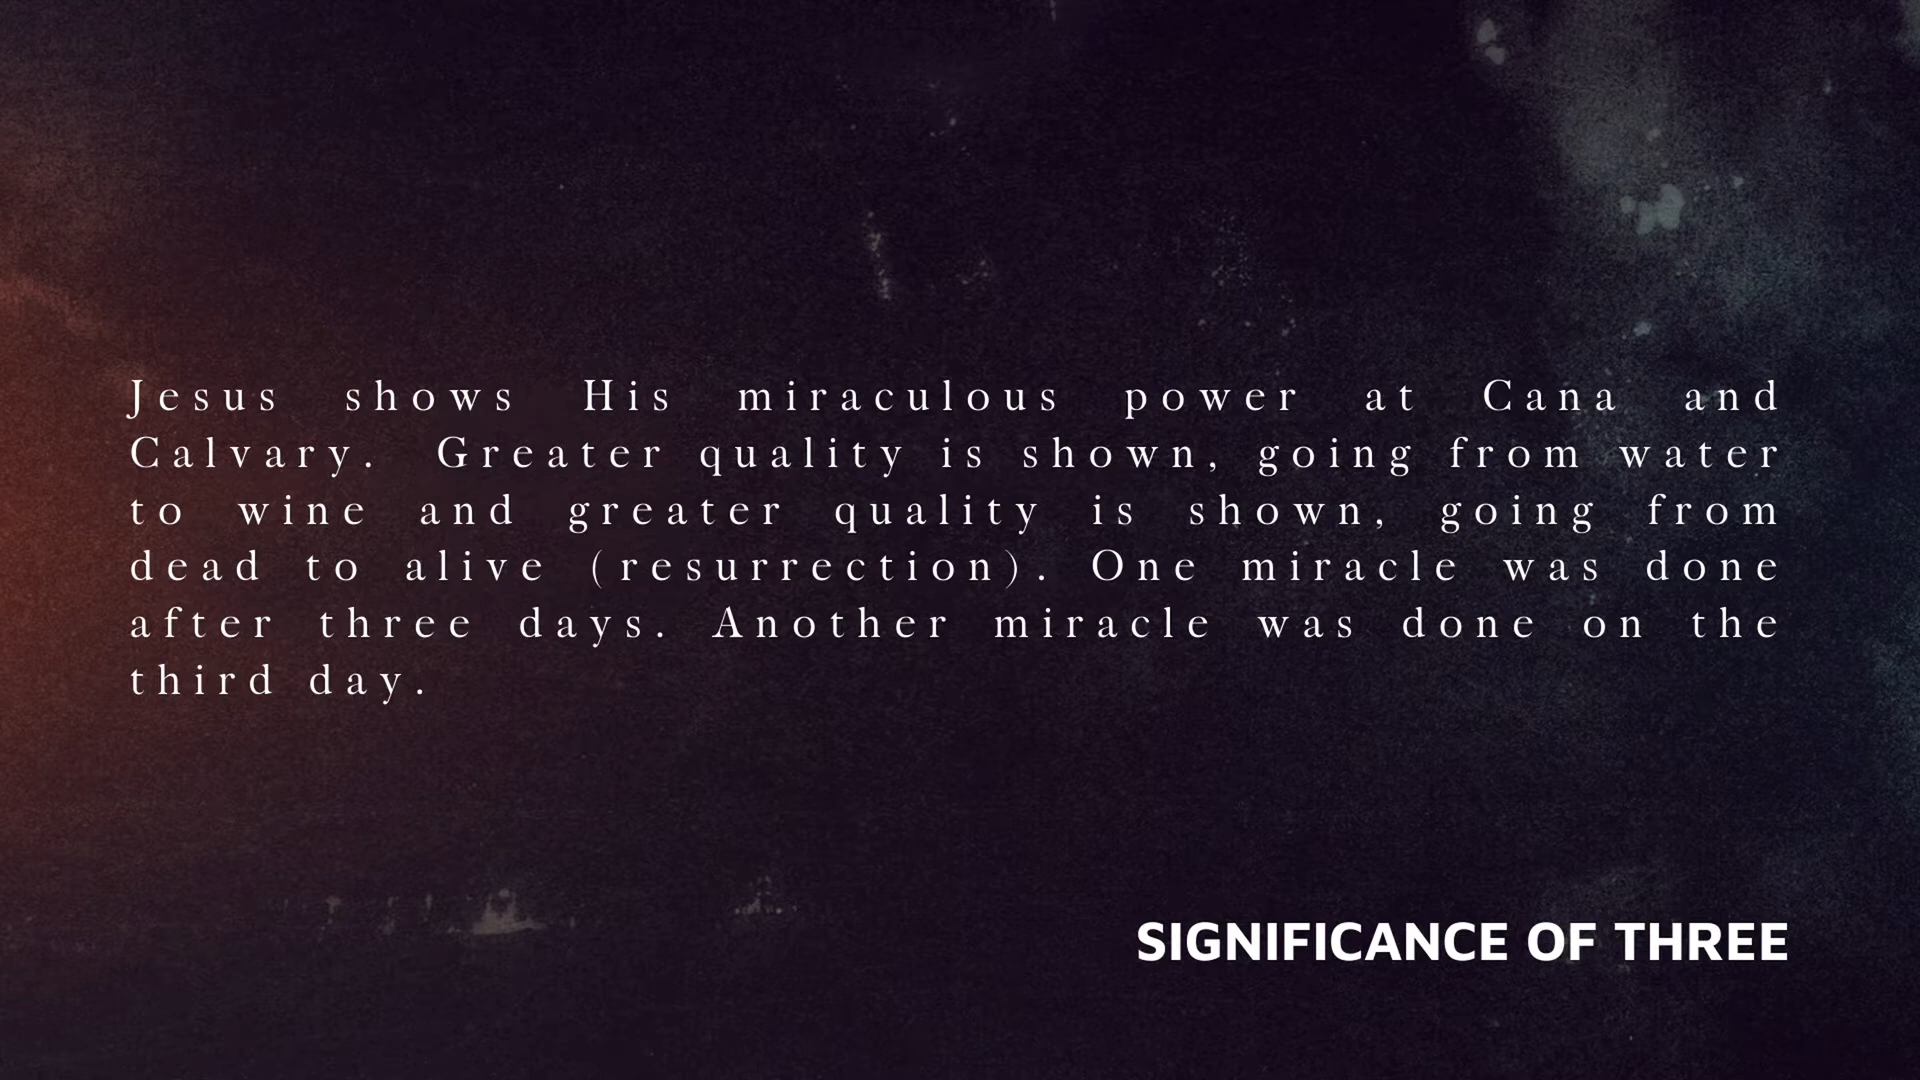 Jesus shows His miraculous power at Cana and
Calvary. Greater quality is shown, going from water
to wine and greater quality is shown, going from
dead to alive (resurrection). One miracle was done
after three days. Another miracle was done on the
third day.
SIGNIFICANCE OF THREE